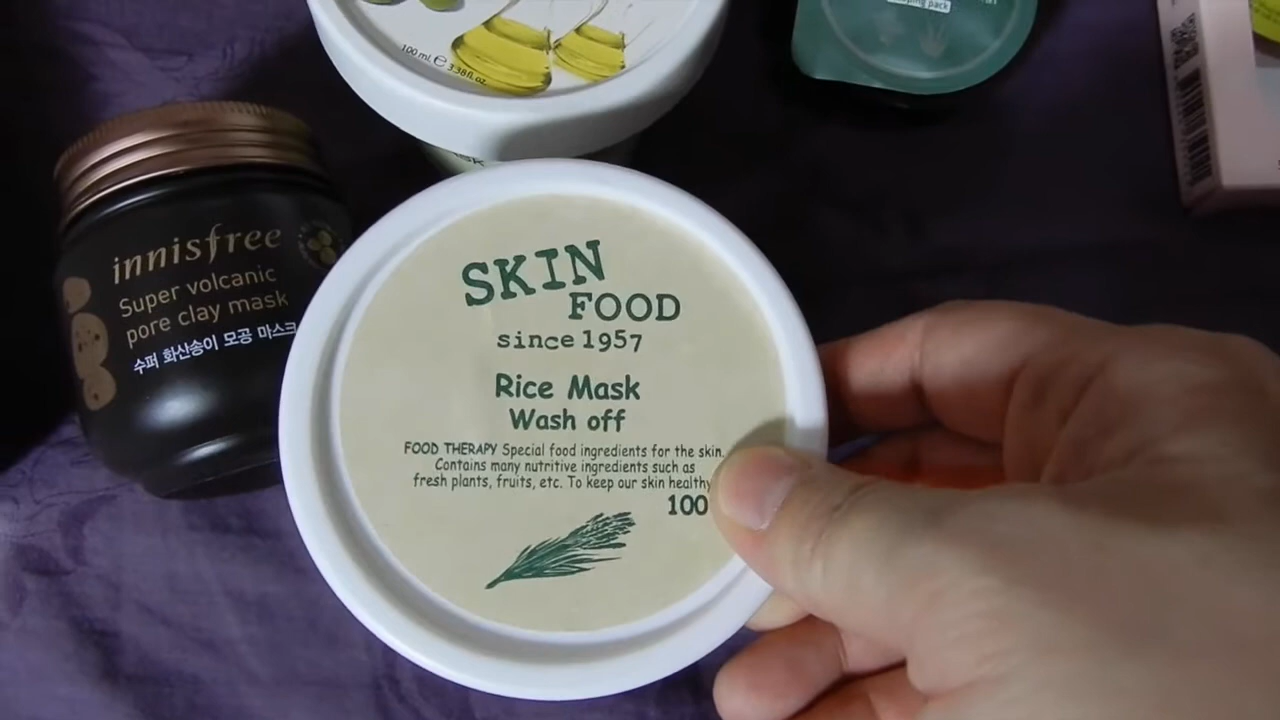 100 ml. ℮ 3.38fl.oz.
innisfree
Super volcanic
pore clay mask
수퍼 화산송이 모공 마스크
SKIN
FOOD
since 1957
Rice Mask
Wash off
FOOD THERAPY Special food ingredients for the skin.
Contains many nutritive ingredients such as
fresh plants, fruits, etc. To keep our skin healthy
100